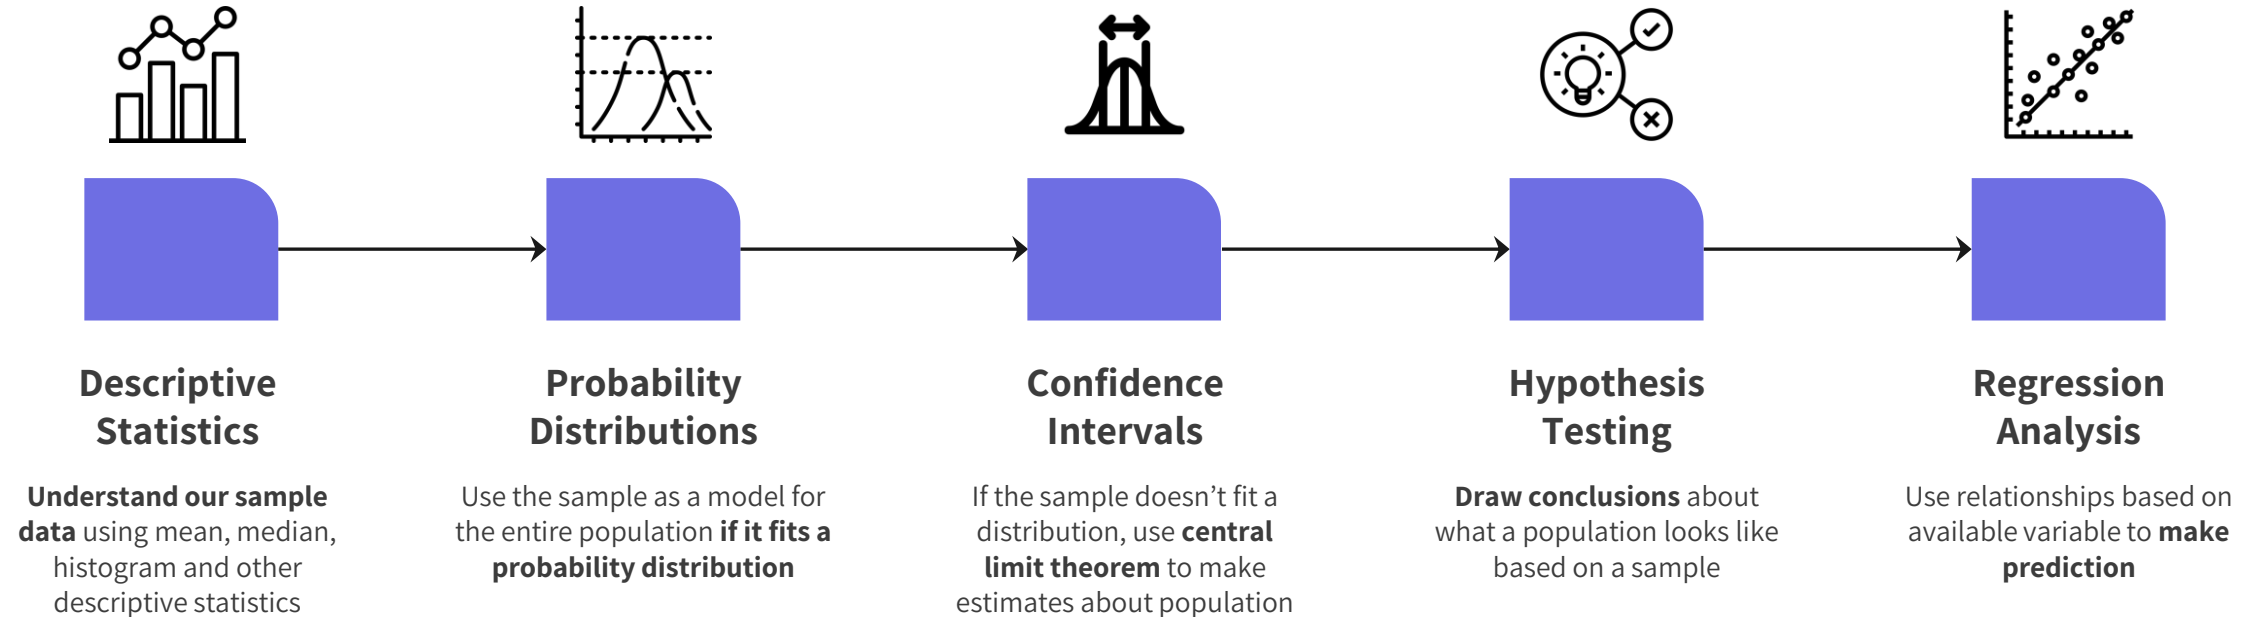 Descriptive
Statistics
Understand our sample
data using mean, median,
histogram and other
descriptive statistics
Probability
Distributions
Use the sample as a model for
the entire population if it fits a
probability distribution
Confidence
Intervals
If the sample doesn’t fit a
distribution, use central
limit theorem to make
estimates about population
Hypothesis
Testing
Draw conclusions about
what a population looks like
based on a sample
Regression
Analysis
Use relationships based on
available variable to make
prediction